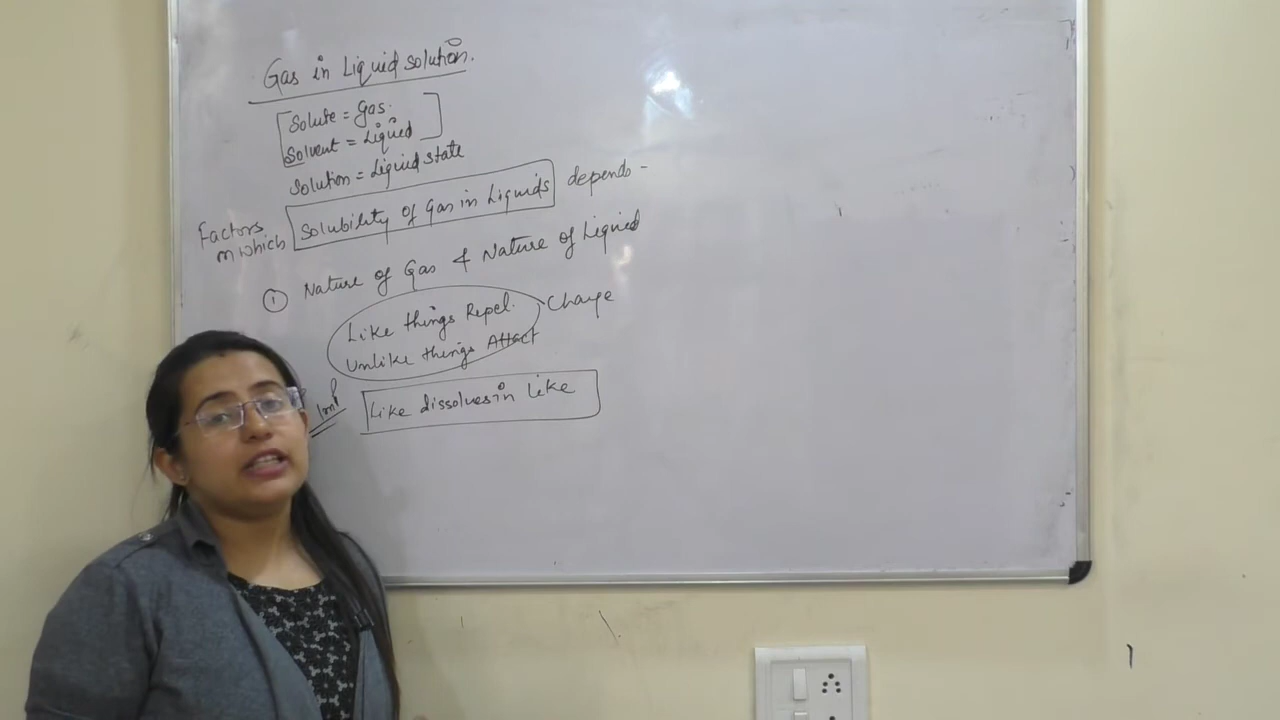 Gas in Liquid solution.
Solute = Gas.
Solvent = Liquid
Solution = Liquid state
Factors on which Solubility of Gas in Liquids depends -
① Nature of Gas & Nature of Liquid
Like things Repel. Charge
Unlike things Attract
Imp Like dissolves in Like